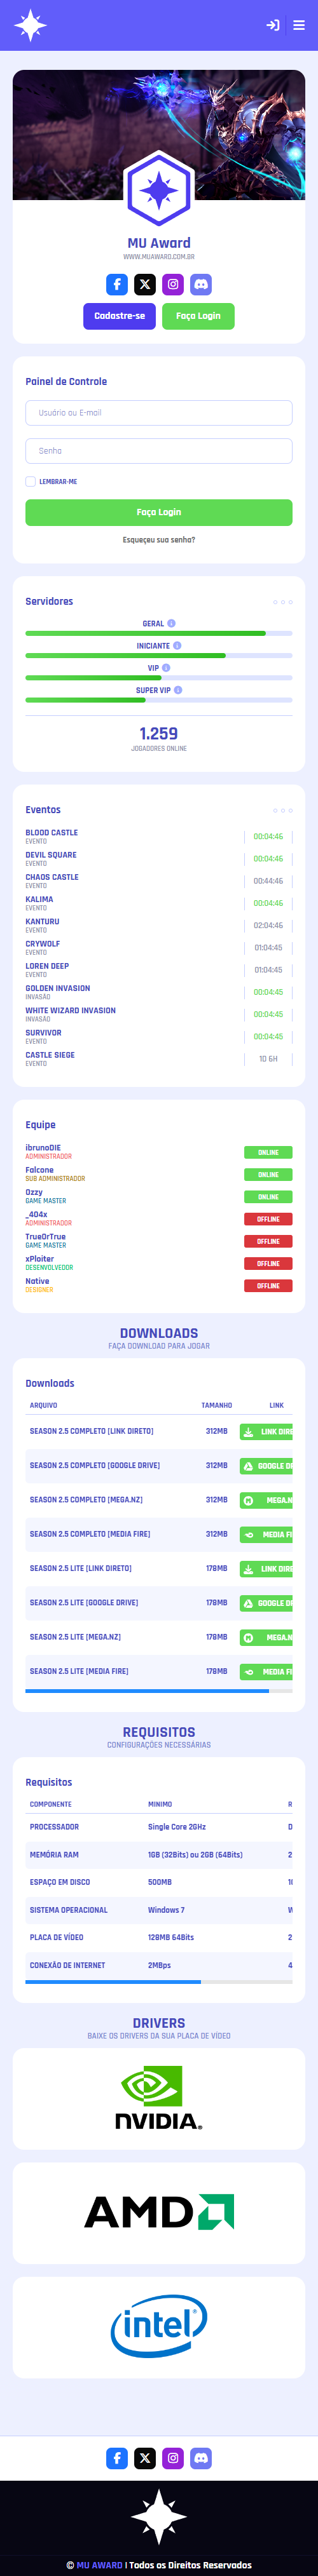 MU Award
WWW.MUAWARD.COM.BR
Cadastre-se
Faça Login
Painel de Controle
Usuário ou E-mail
Senha
LEMBRAR-ME
Faça Login
Esqueçeu sua senha?
Servidores
GERAL
INICIANTE
VIP
SUPER VIP
1.259
JOGADORES ONLINE
Eventos
BLOOD CASTLE 00:04:46
EVENTO
DEVIL SQUARE 00:04:46
EVENTO
CHAOS CASTLE 00:44:46
EVENTO
KALIMA 00:04:46
EVENTO
KANTURU 02:04:46
EVENTO
CRYWOLF 01:04:45
EVENTO
LOREN DEEP 01:04:45
EVENTO
GOLDEN INVASION 00:04:45
INVASÃO
WHITE WIZARD INVASION 00:04:45
INVASÃO
SURVIVOR 00:04:45
EVENTO
CASTLE SIEGE 1D 6H
EVENTO
Equipe
ibrunoDIE ONLINE
ADMINISTRADOR
Falcone ONLINE
SUB ADMINISTRADOR
Ozzy ONLINE
GAME MASTER
_404x OFFLINE
ADMINISTRADOR
TrueOrTrue OFFLINE
GAME MASTER
xPloiter OFFLINE
DESENVOLVEDOR
Native OFFLINE
DESIGNER
DOWNLOADS
FAÇA DOWNLOAD PARA JOGAR
Downloads
ARQUIVO TAMANHO LINK
SEASON 2.5 COMPLETO [LINK DIRETO] 312MB LINK DIRE
SEASON 2.5 COMPLETO [GOOGLE DRIVE] 312MB GOOGLE DR
SEASON 2.5 COMPLETO [MEGA.NZ] 312MB MEGA.N
SEASON 2.5 COMPLETO [MEDIA FIRE] 312MB MEDIA FI
SEASON 2.5 LITE [LINK DIRETO] 178MB LINK DIRE
SEASON 2.5 LITE [GOOGLE DRIVE] 178MB GOOGLE DR
SEASON 2.5 LITE [MEGA.NZ] 178MB MEGA.N
SEASON 2.5 LITE [MEDIA FIRE] 178MB MEDIA FI
REQUISITOS
CONFIGURAÇÕES NECESSÁRIAS
Requisitos
COMPONENTE MINIMO R
PROCESSADOR Single Core 2GHz D
MEMÓRIA RAM 1GB (32Bits) ou 2GB (64Bits) 2
ESPAÇO EM DISCO 500MB 1
SISTEMA OPERACIONAL Windows 7 W
PLACA DE VÍDEO 128MB 64Bits 2
CONEXÃO DE INTERNET 2MBps 4
DRIVERS
BAIXE OS DRIVERS DA SUA PLACA DE VÍDEO
NVIDIA®
AMD
intel®
© MU AWARD | Todos os Direitos Reservados